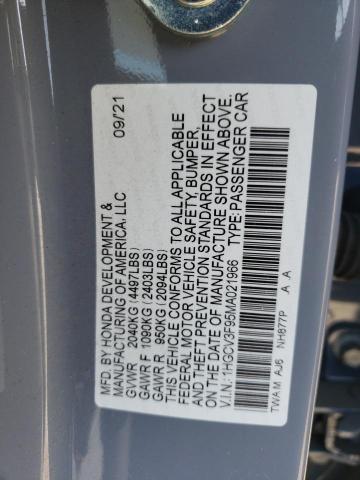 MFD. BY HONDA DEVELOPMENT & 09/21
MANUFACTURING OF AMERICA, LLC
GVWR 2040KG (4497LBS)
GAWR F 1090KG (2403LBS)
GAWR R 950KG (2094LBS)
THIS VEHICLE CONFORMS TO ALL APPLICABLE
FEDERAL MOTOR VEHICLE SAFETY, BUMPER,
AND THEFT PREVENTION STANDARDS IN EFFECT
ON THE DATE OF MANUFACTURE SHOWN ABOVE.
V.I.N.: 1HGCV3F95MA021966 TYPE: PASSENGER CAR
TWA M AJ6 NH877P A A